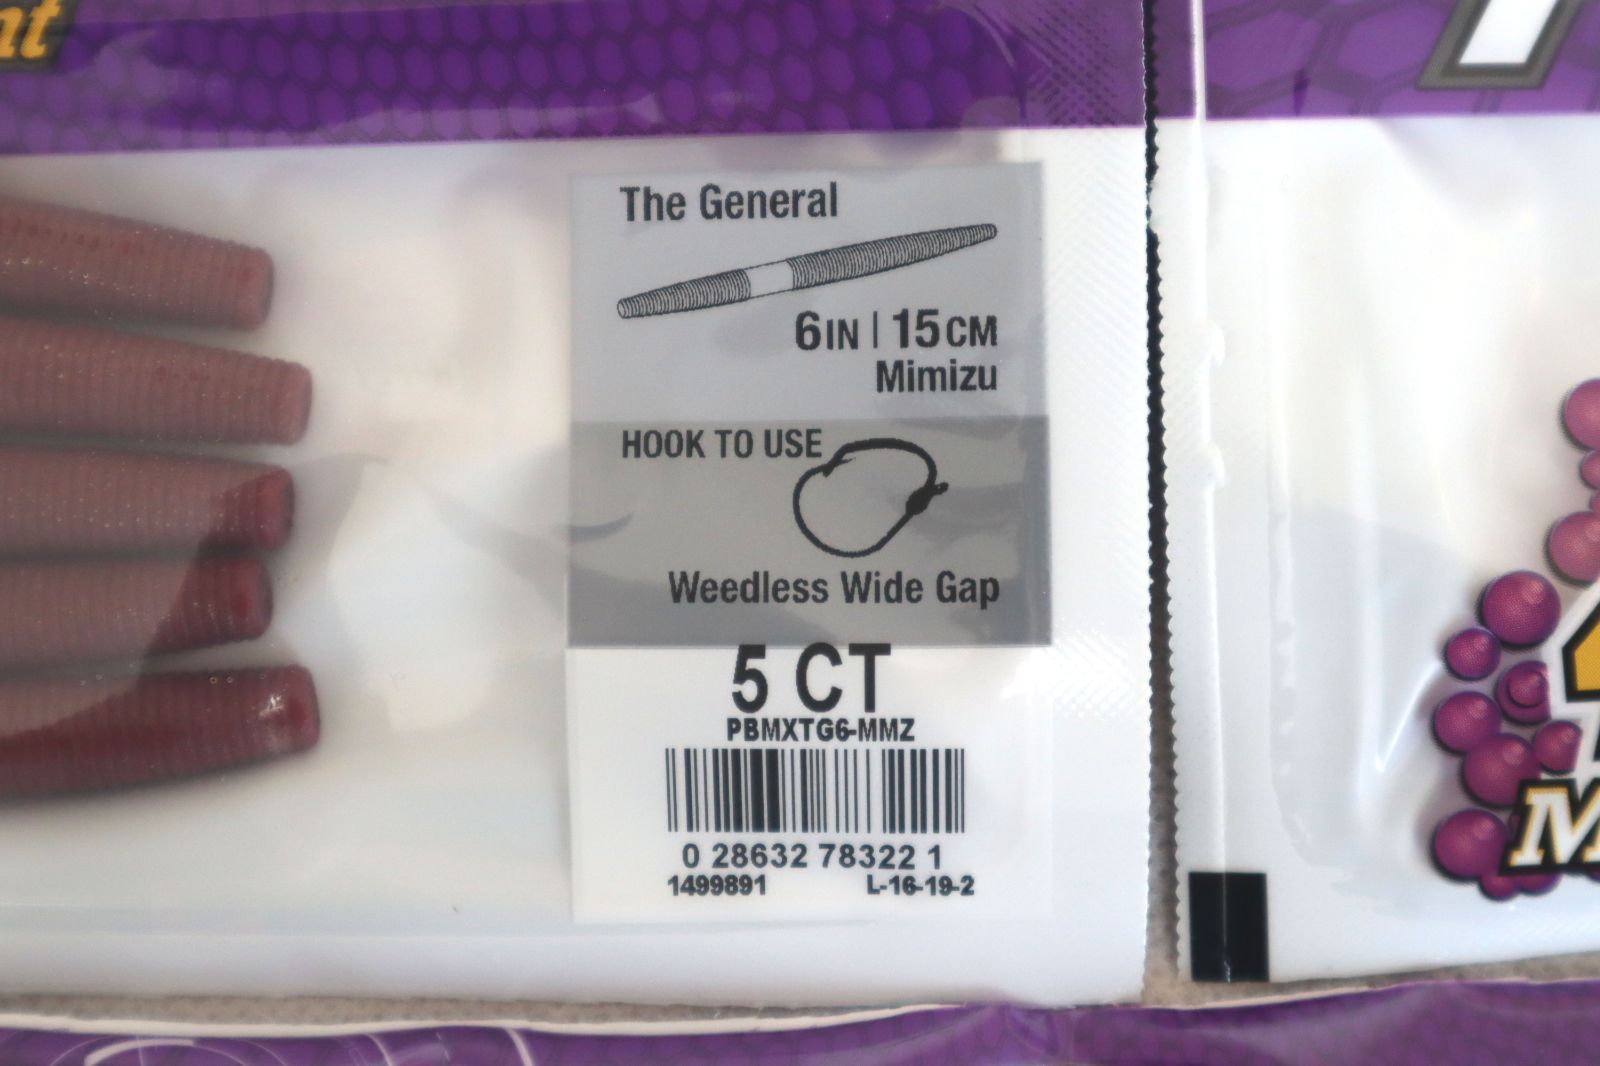 The General
6IN | 15CM
Mimizu
HOOK TO USE
Weedless Wide Gap
5 CT
PBMXTG6-MMZ
0 28632 78322 1
1499891 L-16-19-2